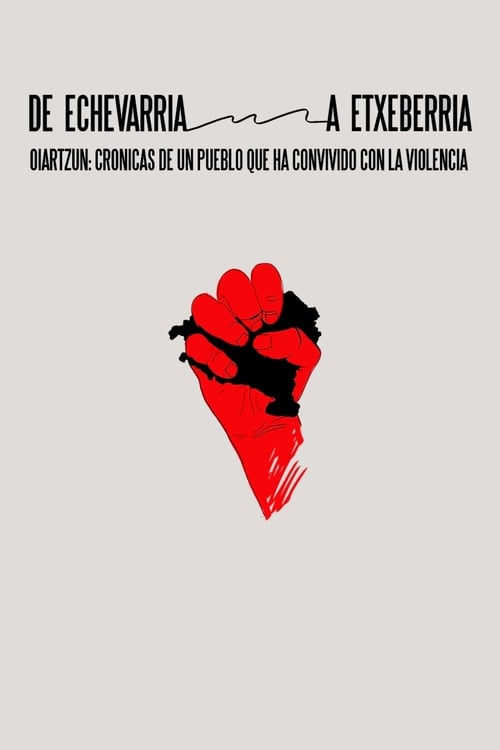 DE ECHEVARRIA A ETXEBERRIA
OIARTZUN: CRONICAS DE UN PUEBLO QUE HA CONVIVIDO CON LA VIOLENCIA